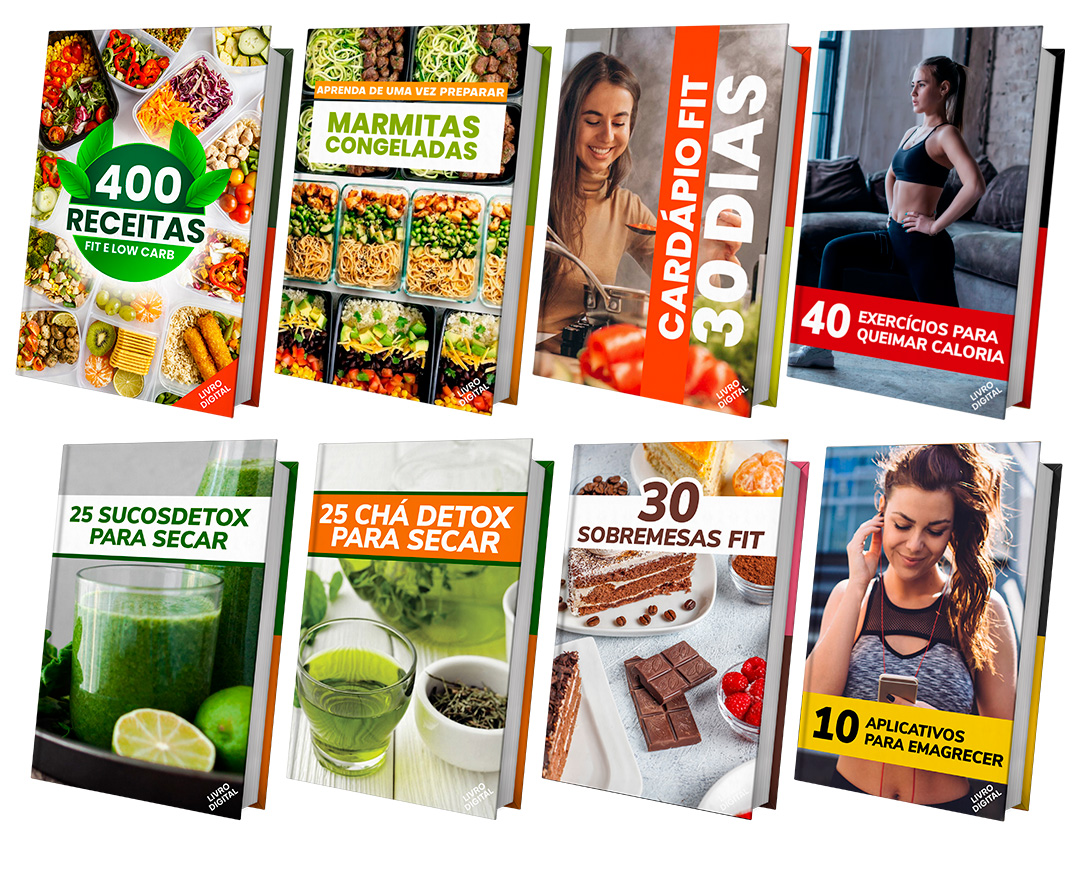 400
RECEITAS
FIT E LOW CARB
LIVRO
DIGITAL
APRENDA DE UMA VEZ PREPARAR
MARMITAS
CONGELADAS
LIVRO
DIGITAL
CARDÁPIO FIT
30 DIAS
LIVRO
DIGITAL
40 EXERCÍCIOS PARA
QUEIMAR CALORIA
LIVRO
DIGITAL
25 SUCOSDETOX
PARA SECAR
LIVRO
DIGITAL
25 CHÁ DETOX
PARA SECAR
LIVRO
DIGITAL
30
SOBREMESAS FIT
LIVRO
DIGITAL
10 APLICATIVOS
PARA EMAGRECER
LIVRO
DIGITAL